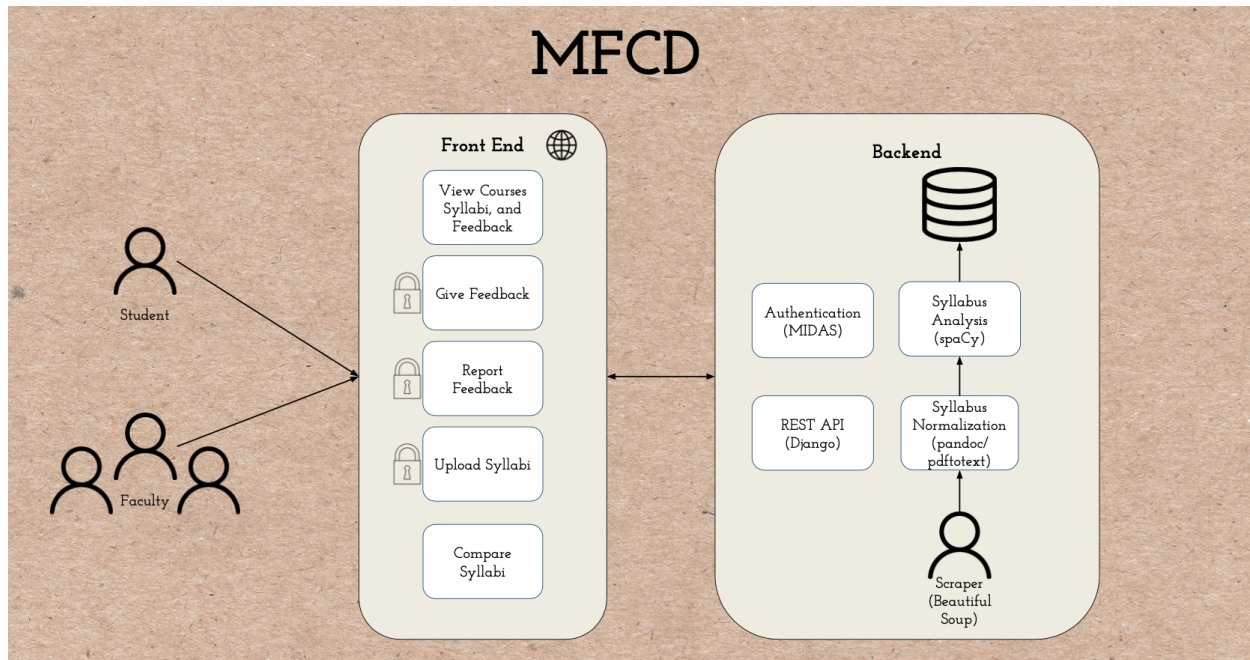 MFCD
Front End
View Courses
Syllabi, and
Feedback
Give Feedback
Report
Feedback
Upload Syllabi
Compare
Syllabi
Student
Faculty
Backend
Authentication
(MIDAS)
Syllabus
Analysis
(spaCy)
REST API
(Django)
Syllabus
Normalization
(pandoc/
pdftotext)
Scraper
(Beautiful
Soup)